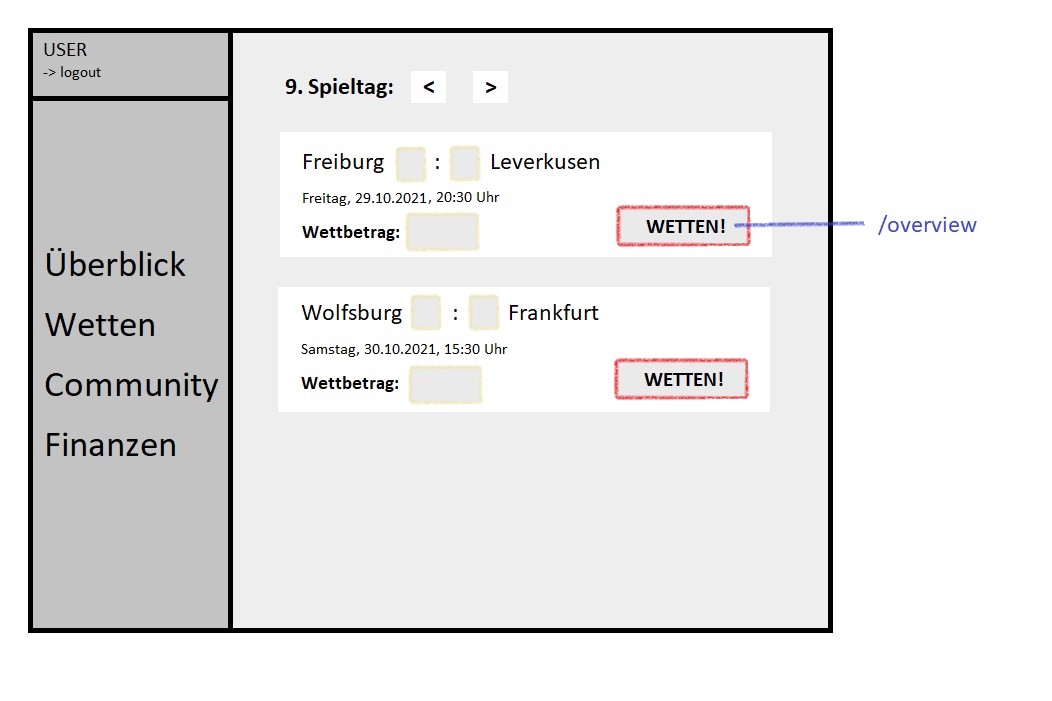 USER
-> logout
Überblick
Wetten
Community
Finanzen
9. Spieltag: < >
Freiburg : Leverkusen
Freitag, 29.10.2021, 20:30 Uhr
Wettbetrag: WETTEN!
/overview
Wolfsburg : Frankfurt
Samstag, 30.10.2021, 15:30 Uhr
Wettbetrag: WETTEN!